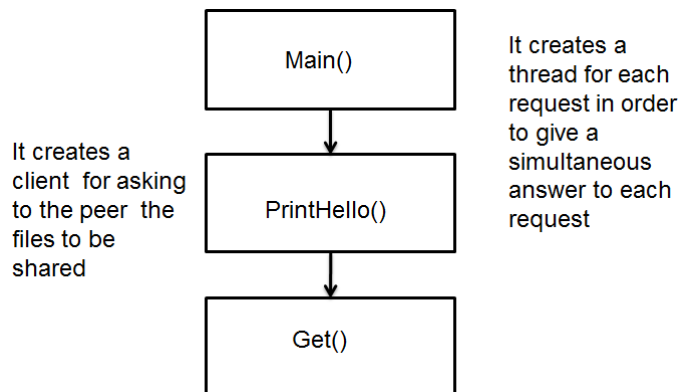 Main()
It creates a
thread for each
request in order
to give a
simultaneous
answer to each
request
It creates a
client for asking
to the peer the
files to be
shared
PrintHello()
Get()